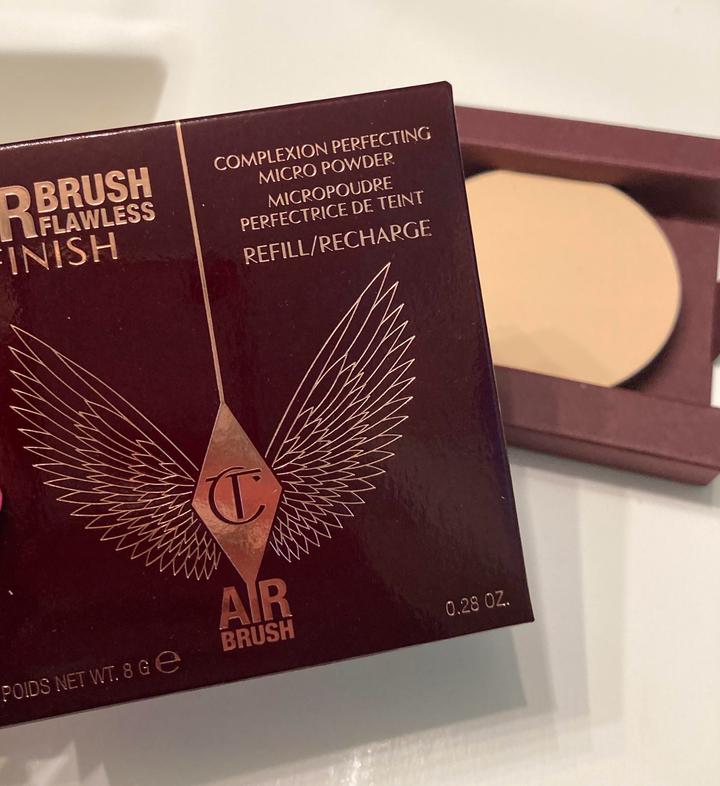 RBRUSH
FLAWLESS
FINISH
COMPLEXION PERFECTING
MICRO POWDER
MICROPOUDRE
PERFECTRICE DE TEINT
REFILL/RECHARGE
CT
AIR
BRUSH
POIDS NET WT. 8 G ℮
0.28 OZ.